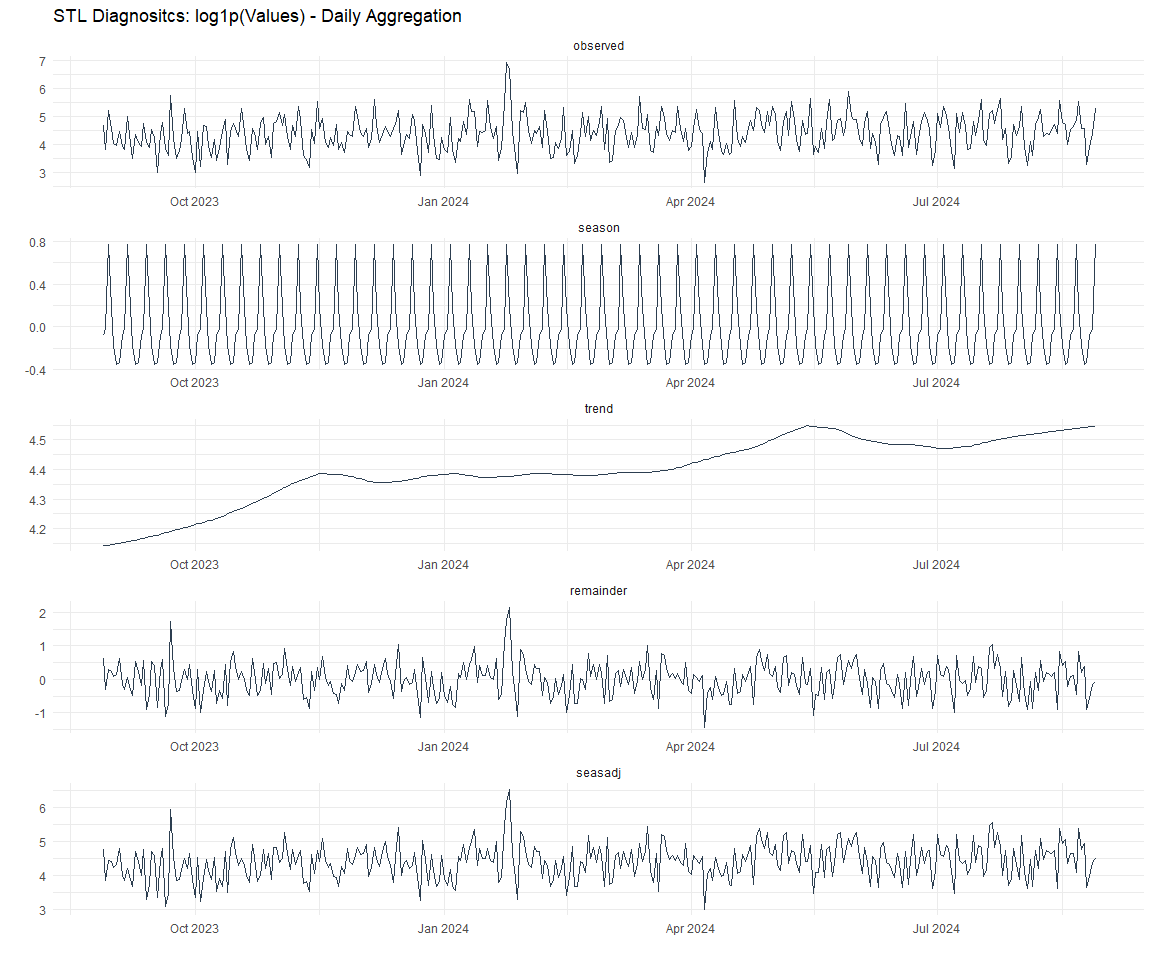 STL Diagnositcs: log1p(Values) - Daily Aggregation
observed
7
6
5
4
3
Oct 2023 Jan 2024 Apr 2024 Jul 2024
season
0.8
0.4
0.0
-0.4
Oct 2023 Jan 2024 Apr 2024 Jul 2024
trend
4.5
4.4
4.3
4.2
Oct 2023 Jan 2024 Apr 2024 Jul 2024
remainder
2
1
0
-1
Oct 2023 Jan 2024 Apr 2024 Jul 2024
seasadj
6
5
4
3
Oct 2023 Jan 2024 Apr 2024 Jul 2024